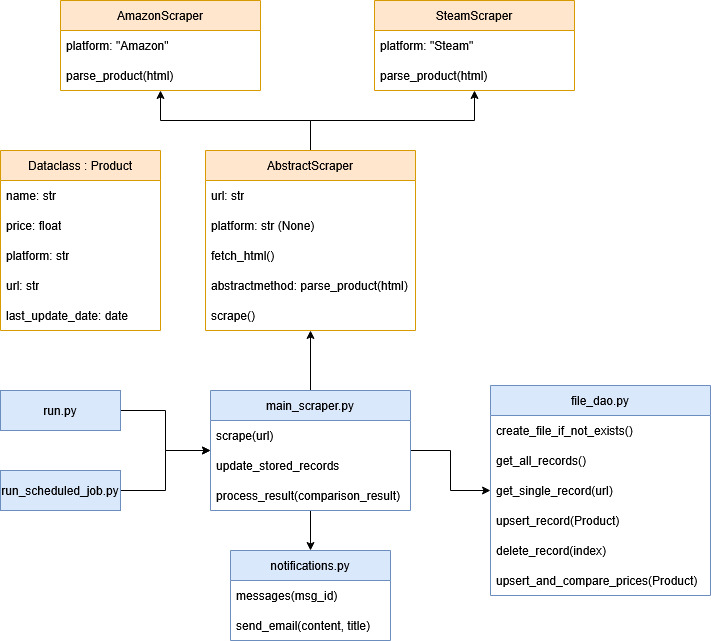 AmazonScraper
platform: "Amazon"
parse_product(html)
SteamScraper
platform: "Steam"
parse_product(html)
Dataclass : Product
name: str
price: float
platform: str
url: str
last_update_date: date
AbstractScraper
url: str
platform: str (None)
fetch_html()
abstractmethod: parse_product(html)
scrape()
run.py
run_scheduled_job.py
main_scraper.py
scrape(url)
update_stored_records
process_result(comparison_result)
file_dao.py
create_file_if_not_exists()
get_all_records()
get_single_record(url)
upsert_record(Product)
delete_record(index)
upsert_and_compare_prices(Product)
notifications.py
messages(msg_id)
send_email(content, title)